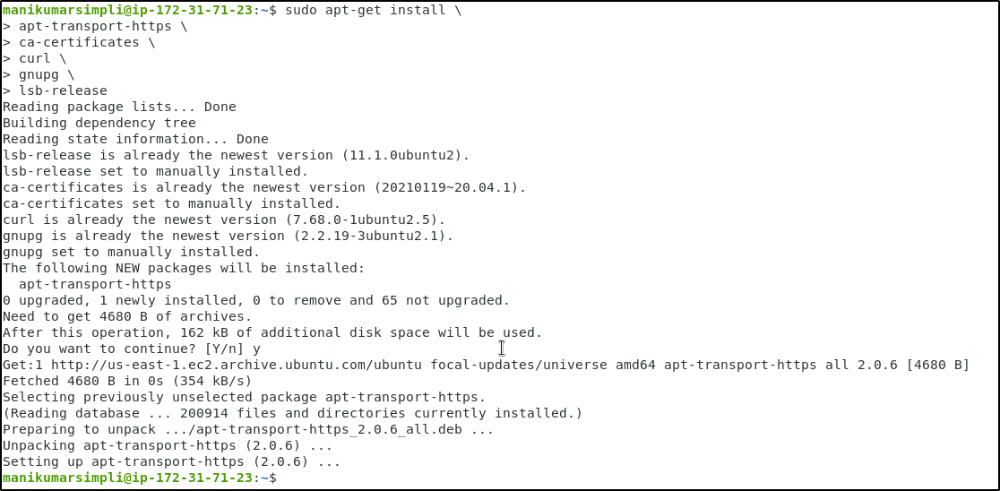 manikumarsimpli@ip-172-31-71-23:~$ sudo apt-get install \
> apt-transport-https \
> ca-certificates \
> curl \
> gnupg \
> lsb-release
Reading package lists... Done
Building dependency tree
Reading state information... Done
lsb-release is already the newest version (11.1.0ubuntu2).
lsb-release set to manually installed.
ca-certificates is already the newest version (20210119~20.04.1).
ca-certificates set to manually installed.
curl is already the newest version (7.68.0-1ubuntu2.5).
gnupg is already the newest version (2.2.19-3ubuntu2.1).
gnupg set to manually installed.
The following NEW packages will be installed:
  apt-transport-https
0 upgraded, 1 newly installed, 0 to remove and 65 not upgraded.
Need to get 4680 B of archives.
After this operation, 162 kB of additional disk space will be used.
Do you want to continue? [Y/n] y
Get:1 http://us-east-1.ec2.archive.ubuntu.com/ubuntu focal-updates/universe amd64 apt-transport-https all 2.0.6 [4680 B]
Fetched 4680 B in 0s (354 kB/s)
Selecting previously unselected package apt-transport-https.
(Reading database ... 200914 files and directories currently installed.)
Preparing to unpack .../apt-transport-https_2.0.6_all.deb ...
Unpacking apt-transport-https (2.0.6) ...
Setting up apt-transport-https (2.0.6) ...
manikumarsimpli@ip-172-31-71-23:~$